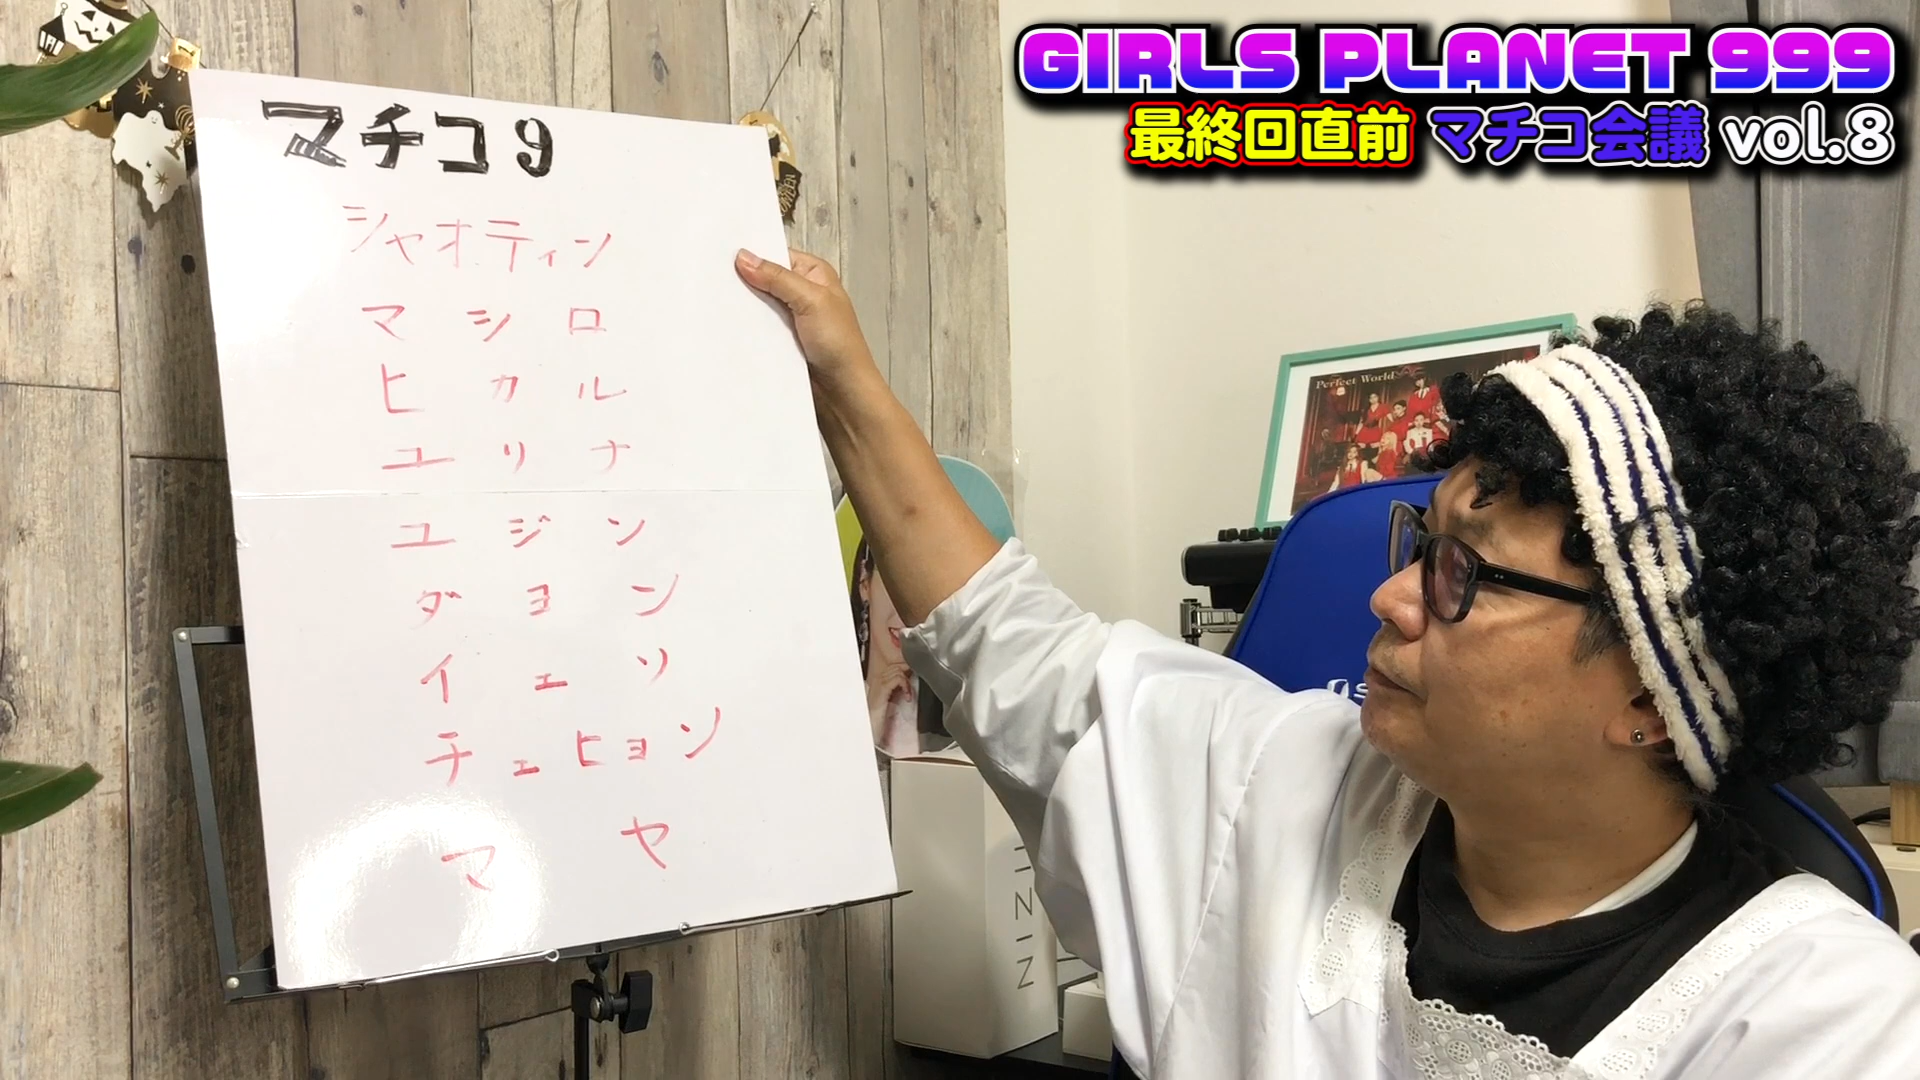 GIRLS PLANET 999
最終回直前 マチコ会議 vol.8
マチコ9
シャオティン
マシロ
ヒカル
ユリナ
ユジン
ダヨン
イェソ
チェヒョン
マヤ
Perfect World